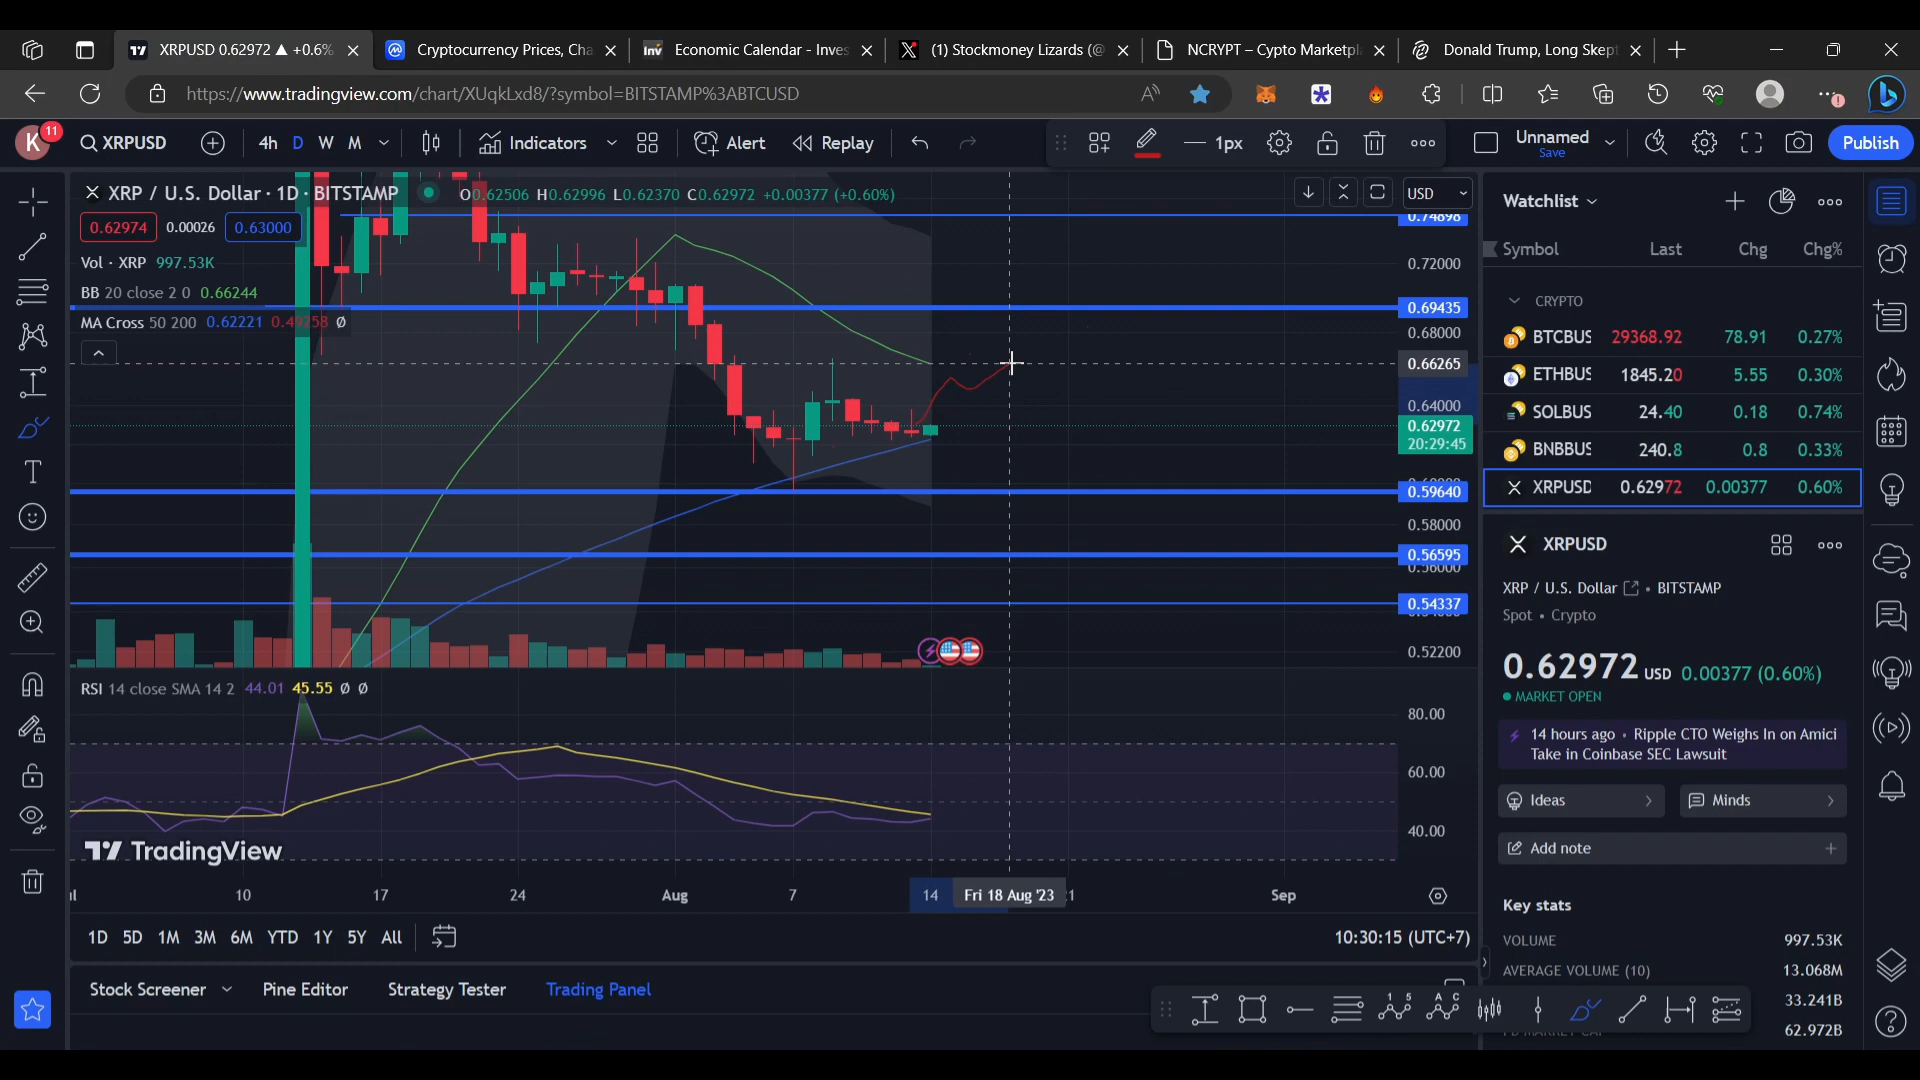 XRPUSD 0.62972 ▲ +0.6%
Cryptocurrency Prices, Cha
Inv Economic Calendar - Inves
(1) Stockmoney Lizards (@
NCRYPT – Cypto Marketpl
Donald Trump, Long Skept
https://www.tradingview.com/chart/XUqkLxd8/?symbol=BITSTAMP%3ABTCUSD
K 11 XRPUSD 4h D W M Indicators Alert Replay 1px Unnamed Save Publish
XRP / U.S. Dollar · 1D · BITSTAMP O0.62506 H0.62996 L0.62370 C0.62972 +0.00377 (+0.60%) USD
0.62974 0.00026 0.63000
Vol · XRP 997.53K
BB 20 close 2 0 0.66244
MA Cross 50 200 0.62221 0.49258 Ø
0.74898
0.72000
0.69435
0.68000
0.66265
0.64000
0.62972
20:29:45
0.59640
0.58000
0.56595
0.56000
0.54337
0.52200
RSI 14 close SMA 14 2 44.01 45.55 Ø Ø
80.00
60.00
40.00
TradingView
10 17 24 Aug 7 14 Fri 18 Aug '23 Sep
1D 5D 1M 3M 6M YTD 1Y 5Y All
10:30:15 (UTC+7)
Stock Screener Pine Editor Strategy Tester Trading Panel
Watchlist
Symbol Last Chg Chg%
CRYPTO
BTCBUS 29368.92 78.91 0.27%
ETHBUS 1845.20 5.55 0.30%
SOLBUS 24.40 0.18 0.74%
BNBBUS 240.8 0.8 0.33%
XRPUSD 0.62972 0.00377 0.60%
XRPUSD
XRP / U.S. Dollar • BITSTAMP
Spot • Crypto
0.62972 USD 0.00377 (0.60%)
MARKET OPEN
14 hours ago • Ripple CTO Weighs In on Amici
Take in Coinbase SEC Lawsuit
Ideas Minds
Add note
Key stats
VOLUME 997.53K
AVERAGE VOLUME (10) 13.068M
33.241B
62.972B